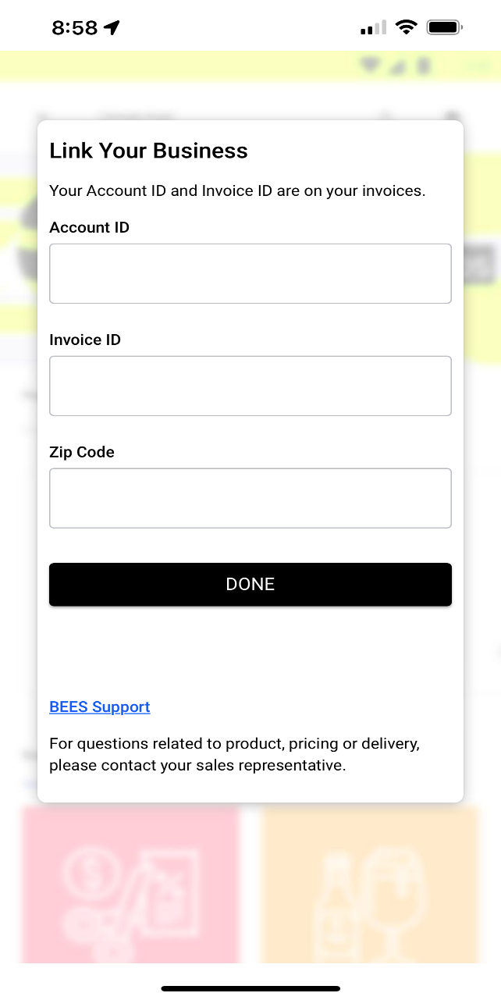 8:58
Link Your Business
Your Account ID and Invoice ID are on your invoices.
Account ID
Invoice ID
Zip Code
DONE
BEES Support
For questions related to product, pricing or delivery,
please contact your sales representative.